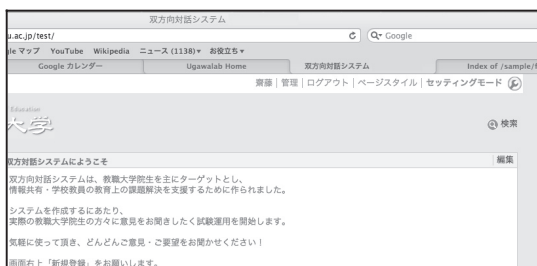 双方向対話システム
u.ac.jp/test/
Google
gle マップ YouTube Wikipedia ニュース (1138)▼ お役立ち▼
Google カレンダー Ugawalab Home 双方向対話システム Index of /sample/f
齋藤 | 管理 | ログアウト | ページスタイル | セッティングモード
Education
大学
検索
双方向対話システムにようこそ 編集
双方向対話システムは、教職大学院生を主にターゲットとし、
情報共有・学校教員の教育上の課題解決を支援するために作られました。
システムを作成するにあたり、
実際の教職大学院生の方々に意見をお聞きしたく試験運用を開始します。
気軽に使って頂き、どんどんご意見・ご要望をお聞かせください！
画面右上「新規登録」をお願いします。